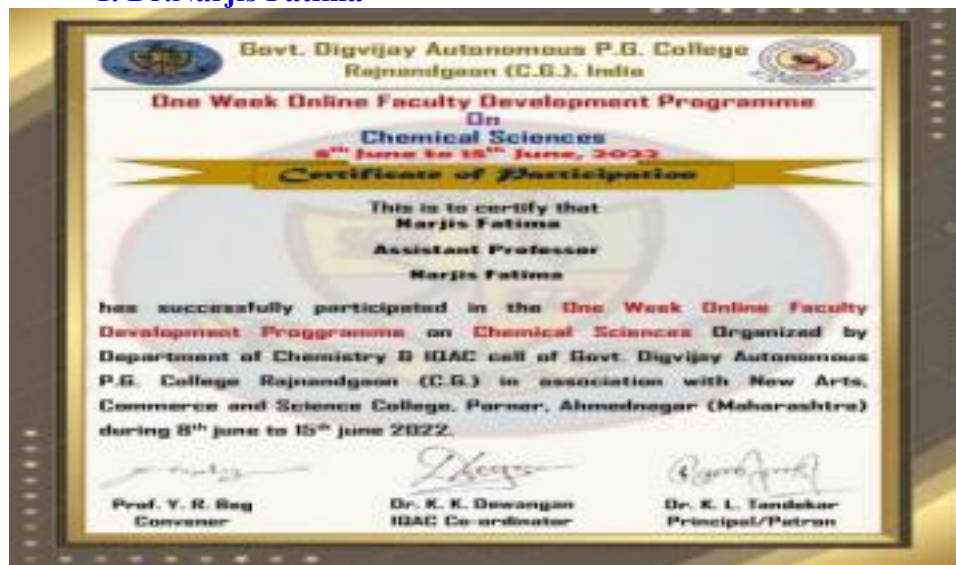 Dr.Narjis Fatima
Govt. Digvijay Autonomous P.G. College
Rajnandgaon (C.G.), India
One Week Online Faculty Development Programme
On
Chemical Sciences
8th June to 15th June, 2022
Certificate of Participation
This is to certify that
Narjis Fatima
Assistant Professor
Narjis Fatima
has successfully participated in the One Week Online Faculty
Development Proggramme on Chemical Sciences Organized by
Department of Chemistry & IQAC cell of Govt. Digvijay Autonomous
P.G. College Rajnandgaon (C.G.) in association with New Arts,
Commerce and Science College, Parner, Ahmednagar (Maharashtra)
during 8th june to 15th june 2022.
Prof. Y. R. Beg Dr. K. K. Dewangan Dr. K. L. Tandekar
Convener IQAC Co-ordinator Principal/Patron